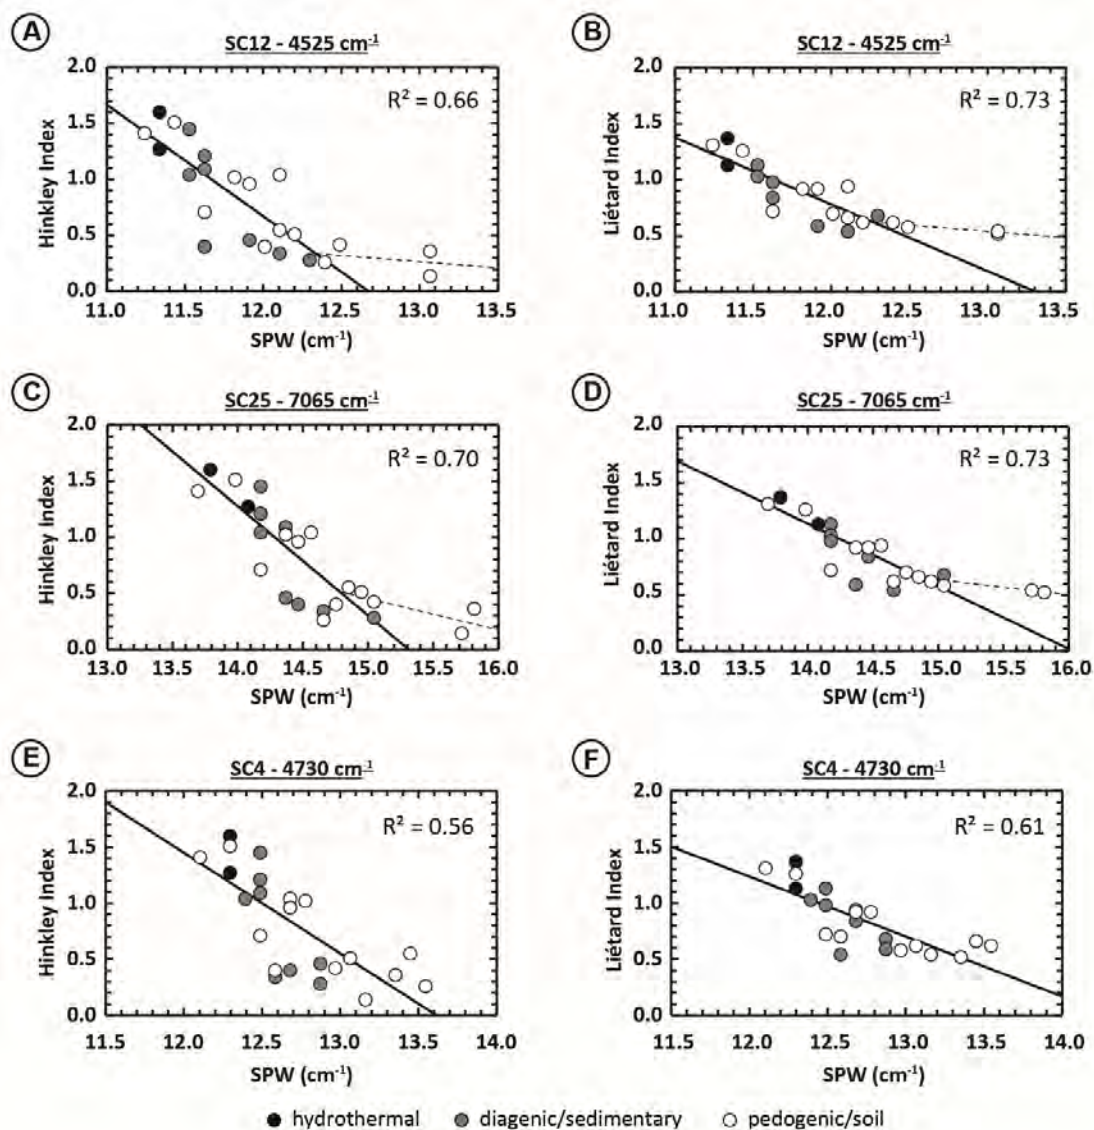 A
SC12 - 4525 cm⁻¹
R² = 0.66
Hinkley Index
2.0
1.5
1.0
0.5
0.0
11.0 11.5 12.0 12.5 13.0 13.5
SPW (cm⁻¹)
B
SC12 - 4525 cm⁻¹
R² = 0.73
Liétard Index
2.0
1.5
1.0
0.5
0.0
11.0 11.5 12.0 12.5 13.0 13.5
SPW (cm⁻¹)
C
SC25 - 7065 cm⁻¹
R² = 0.70
Hinkley Index
2.0
1.5
1.0
0.5
0.0
13.0 13.5 14.0 14.5 15.0 15.5 16.0
SPW (cm⁻¹)
D
SC25 - 7065 cm⁻¹
R² = 0.73
Liétard Index
2.0
1.5
1.0
0.5
0.0
13.0 13.5 14.0 14.5 15.0 15.5 16.0
SPW (cm⁻¹)
E
SC4 - 4730 cm⁻¹
R² = 0.56
Hinkley Index
2.0
1.5
1.0
0.5
0.0
11.5 12.0 12.5 13.0 13.5 14.0
SPW (cm⁻¹)
F
SC4 - 4730 cm⁻¹
R² = 0.61
Liétard Index
2.0
1.5
1.0
0.5
0.0
11.5 12.0 12.5 13.0 13.5 14.0
SPW (cm⁻¹)
hydrothermal diagenic/sedimentary pedogenic/soil